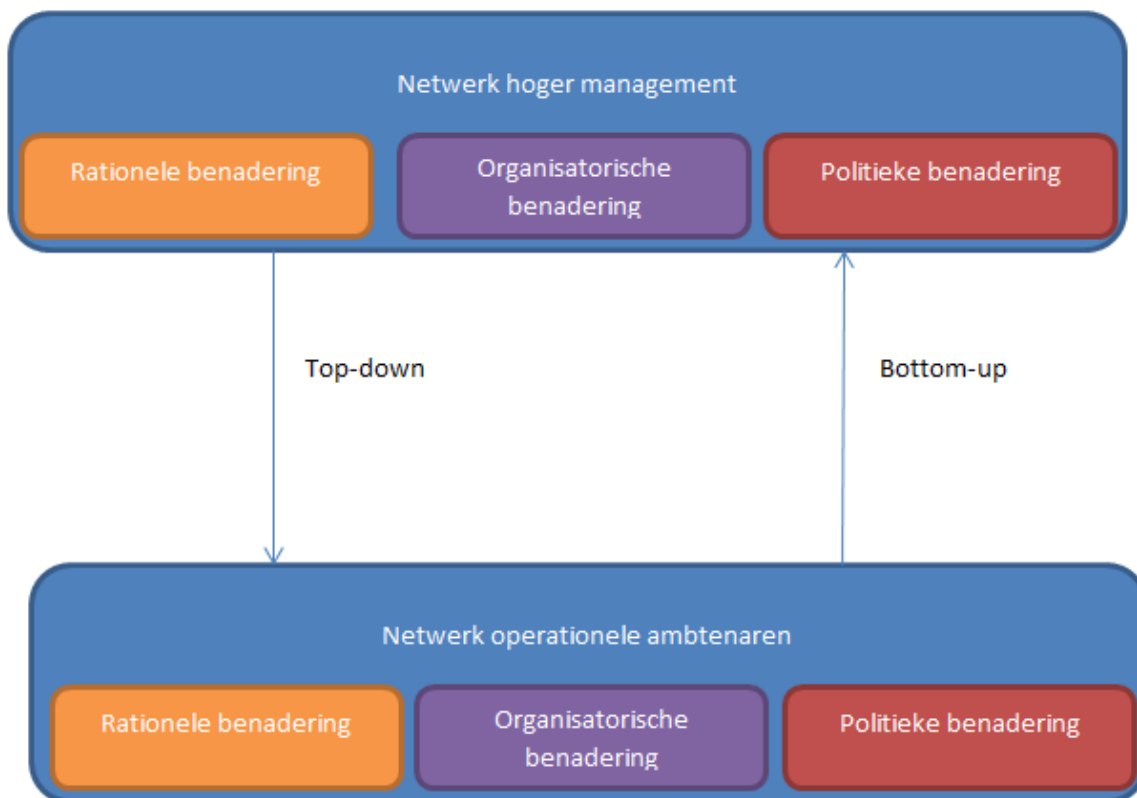 Netwerk hoger management
Rationele benadering
Organisatorische
benadering
Politieke benadering
Top-down
Bottom-up
Netwerk operationele ambtenaren
Rationele benadering
Organisatorische
benadering
Politieke benadering